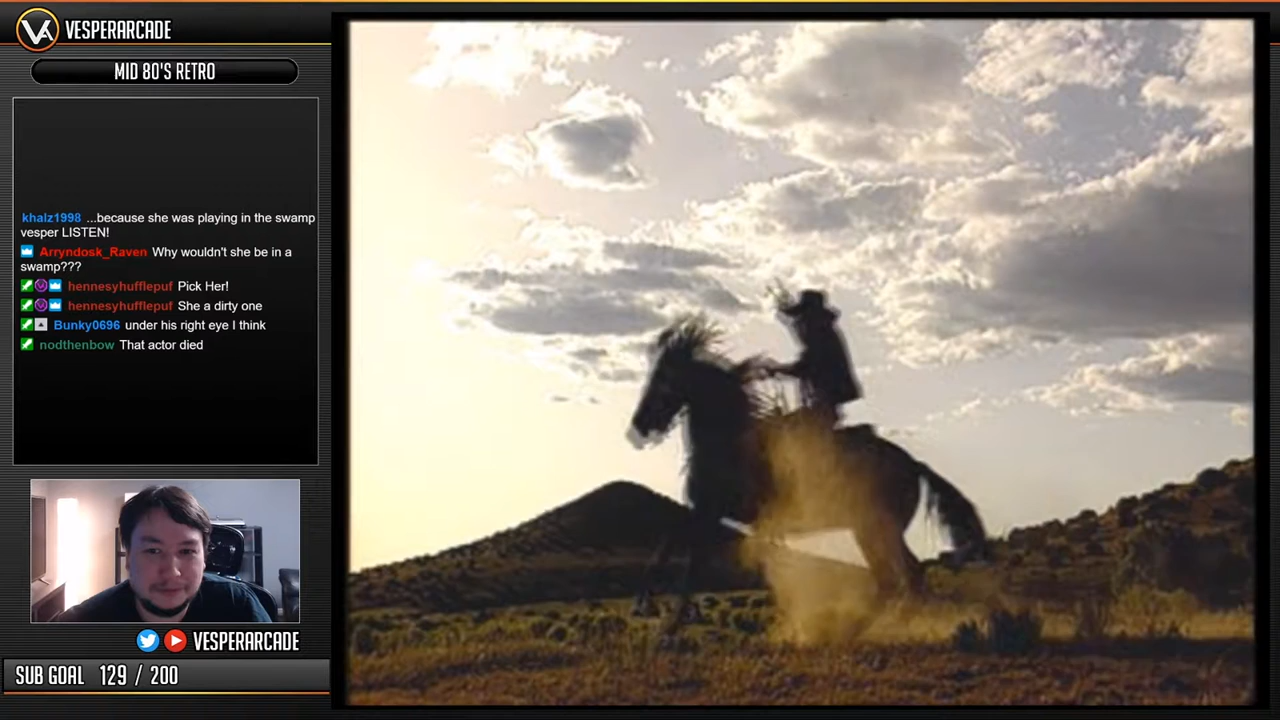 VA VESPERARCADE
MID 80'S RETRO
khalz1998 ...because she was playing in the swamp
vesper LISTEN!
Arryndosk_Raven Why wouldn't she be in a
swamp???
hennesyhufflepuf Pick Her!
hennesyhufflepuf She a dirty one
Bunky0696 under his right eye I think
nodthenbow That actor died
VESPERARCADE
SUB GOAL 129 / 200